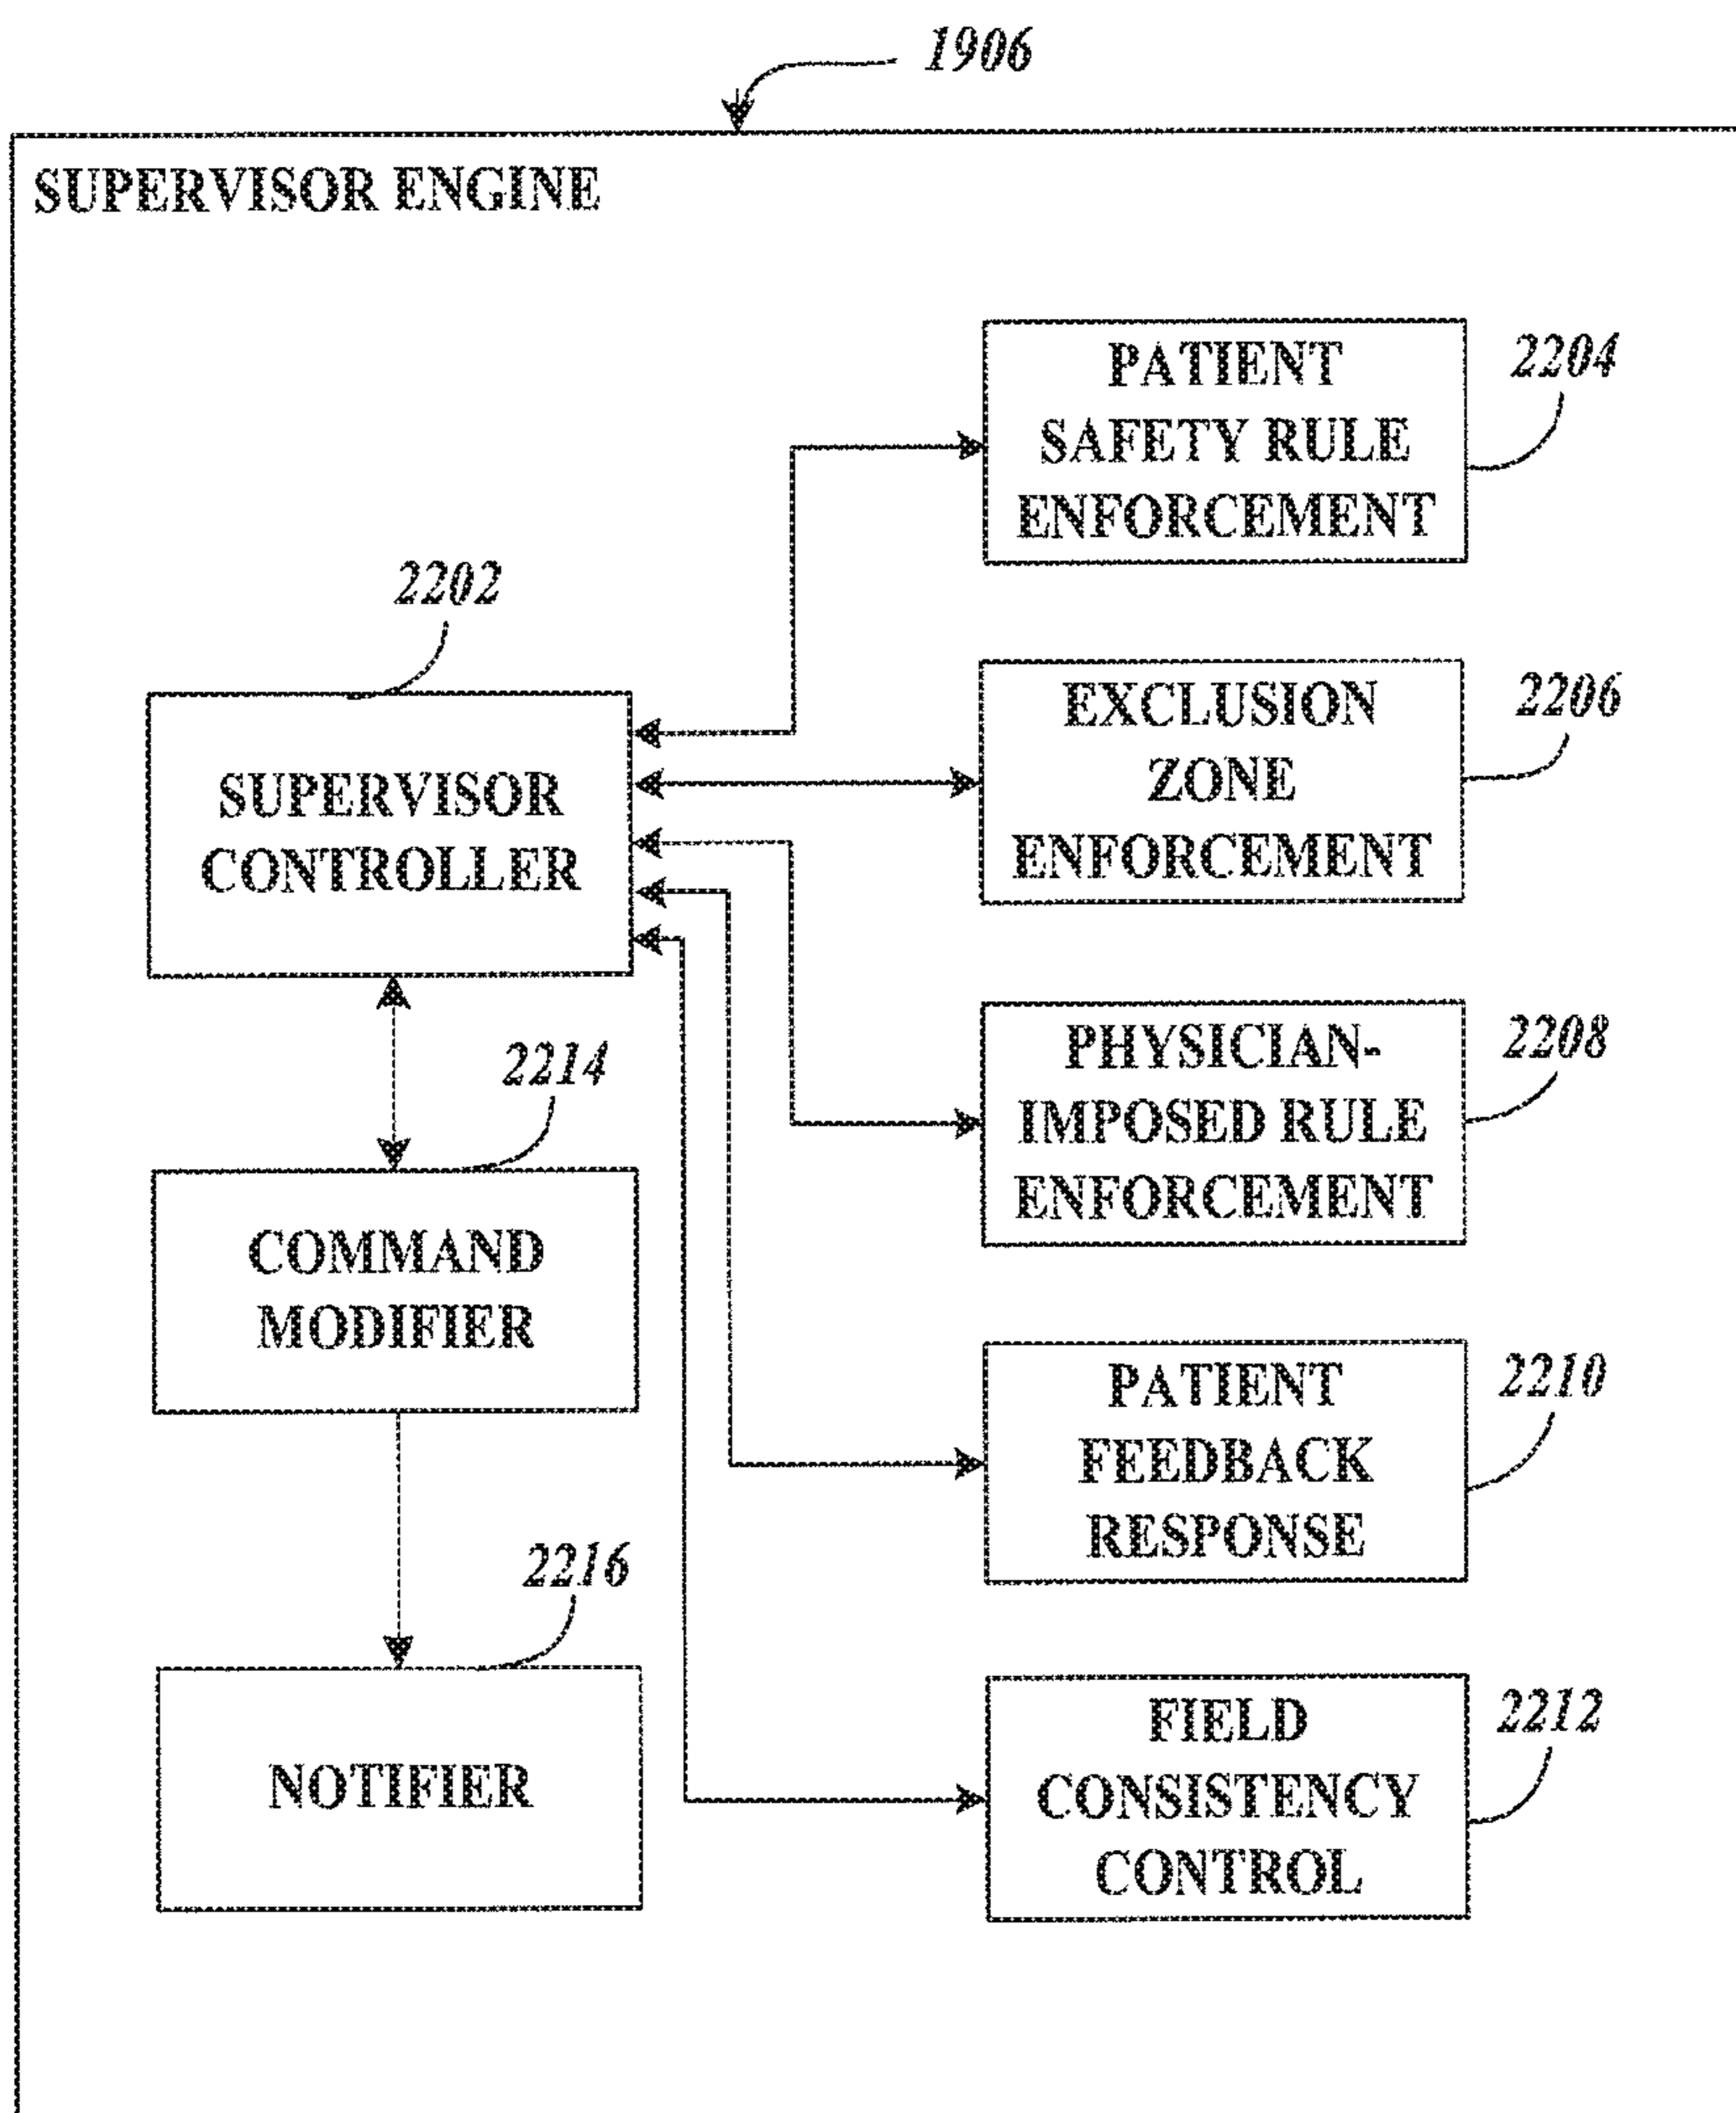 1906
SUPERVISOR ENGINE
PATIENT
SAFETY RULE
ENFORCEMENT
2204
2202
EXCLUSION
ZONE
ENFORCEMENT
2206
SUPERVISOR
CONTROLLER
PHYSICIAN-
IMPOSED RULE
ENFORCEMENT
2208
2214
COMMAND
MODIFIER
PATIENT
FEEDBACK
RESPONSE
2210
2216
NOTIFIER
FIELD
CONSISTENCY
CONTROL
2212